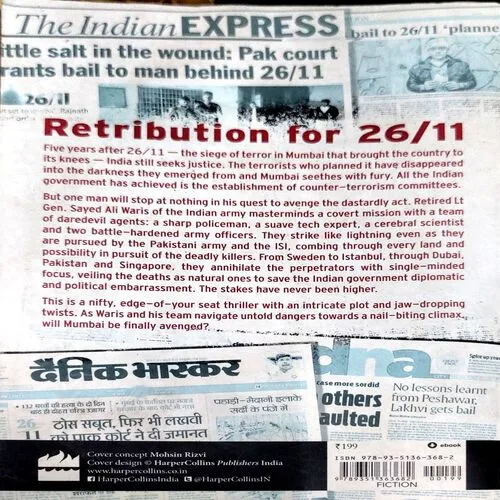 The Indian EXPRESS
ittle salt in the wound: Pak court
rants bail to man behind 26/11
bail to 26/11 'planne
26/11
Retribution for 26/11
Five years after 26/11 — the siege of terror in Mumbai that brought the country to
its knees — India still seeks justice. The terrorists who planned it have disappeared
into the darkness they emerged from and Mumbai seethes with fury. All the Indian
government has achieved is the establishment of counter-terrorism committees.
But one man will stop at nothing in his quest to avenge the dastardly act. Retired Lt
Gen. Sayed Ali Waris of the Indian army masterminds a covert mission with a team
of daredevil agents: a sharp policeman, a suave tech expert, a cerebral scientist
and two battle-hardened army officers. They strike like lightning even as they
are pursued by the Pakistani army and the ISI, combing through every land and
possibility in pursuit of the deadly killers. From Sweden to Istanbul, through Dubai,
Pakistan and Singapore, they annihilate the perpetrators with single-minded
focus, veiling the deaths as natural ones to save the Indian government diplomatic
and political embarrassment. The stakes have never been higher.
This is a nifty, edge-of-your seat thriller with an intricate plot and jaw-dropping
twists. As Waris and his team navigate untold dangers towards a nail-biting climax,
will Mumbai be finally avenged?
दैनिक भास्कर
dna
case more sordid
others
aulted
No lessons learnt
from Peshawar,
Lakhvi gets bail
पहाड़ी-मैदानी इलाके
सर्दी के पंजे में
26
11
ठोस सबूत, फिर भी लखवी
को पाक कोर्ट ने दी जमानत
₹199
ebook
ISBN 978-93-5136-368-2
00199
9 789351 363682
FICTION
Cover concept Mohsin Rizvi
Cover design © HarperCollins Publishers India
www.harpercollins.co.in
HarperCollinsIndia @HarperCollinsIN